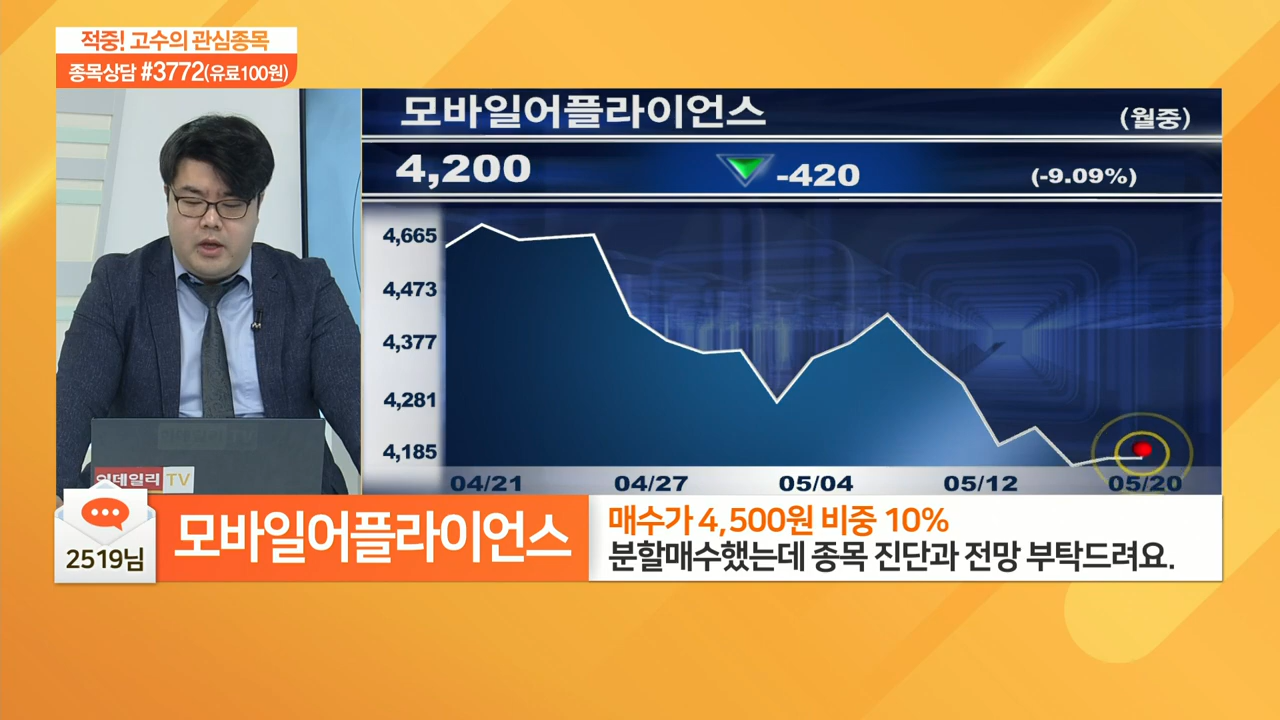 적중! 고수의 관심종목
종목상담 #3772(유료100원)
모바일어플라이언스
(월중)
4,200
-420
(-9.09%)
4,665
4,473
4,377
4,281
4,185
04/21
04/27
05/04
05/12
05/20
이데일리 TV
2519님
모바일어플라이언스
매수가 4,500원 비중 10%
분할매수했는데 종목 진단과 전망 부탁드려요.